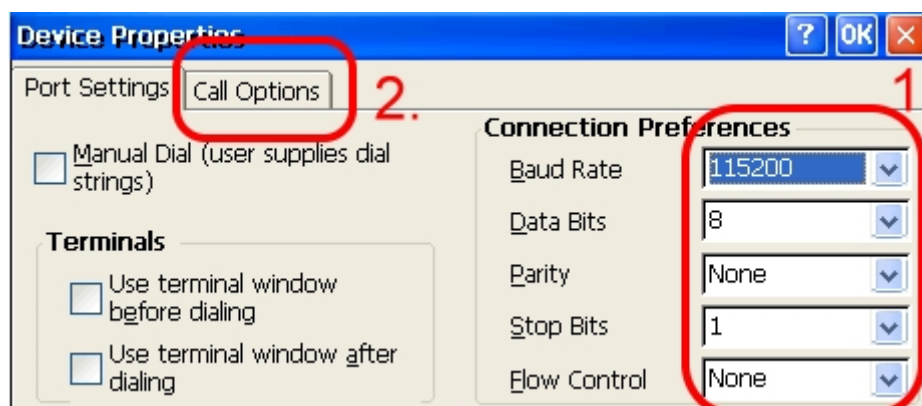 Device Properties ? OK ×
Port Settings Call Options 2. 1
Connection Preferences
Manual Dial (user supplies dial
strings)
Baud Rate 115200
Data Bits 8
Terminals
Use terminal window
before dialing
Parity None
Stop Bits 1
Use terminal window after
dialing
Flow Control None